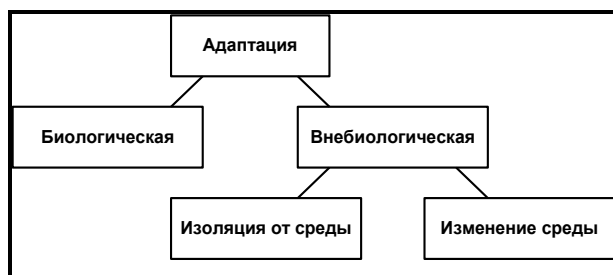 Адаптация
Биологическая
Внебиологическая
Изоляция от среды
Изменение среды